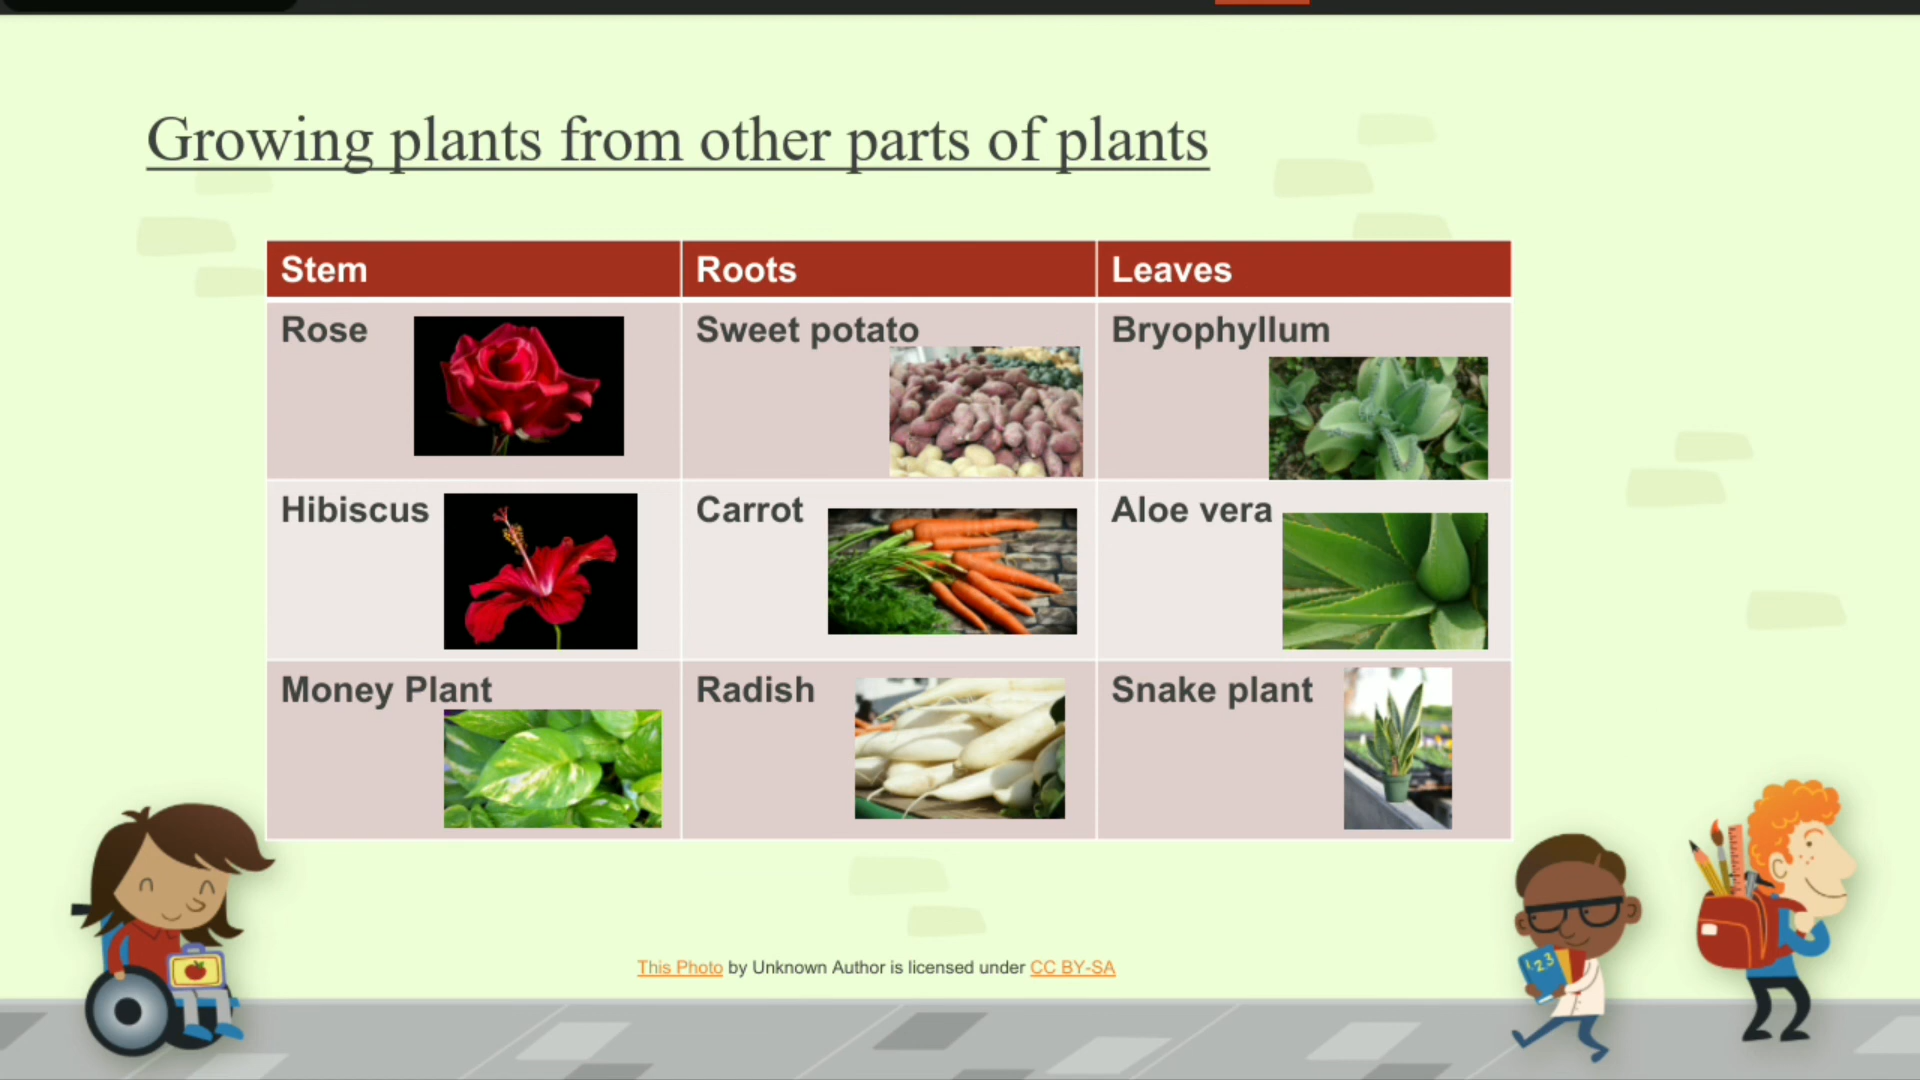 Growing plants from other parts of plants
Stem Roots Leaves
Rose Sweet potato Bryophyllum
Hibiscus Carrot Aloe vera
Money Plant Radish Snake plant
This Photo by Unknown Author is licensed under CC BY-SA
123